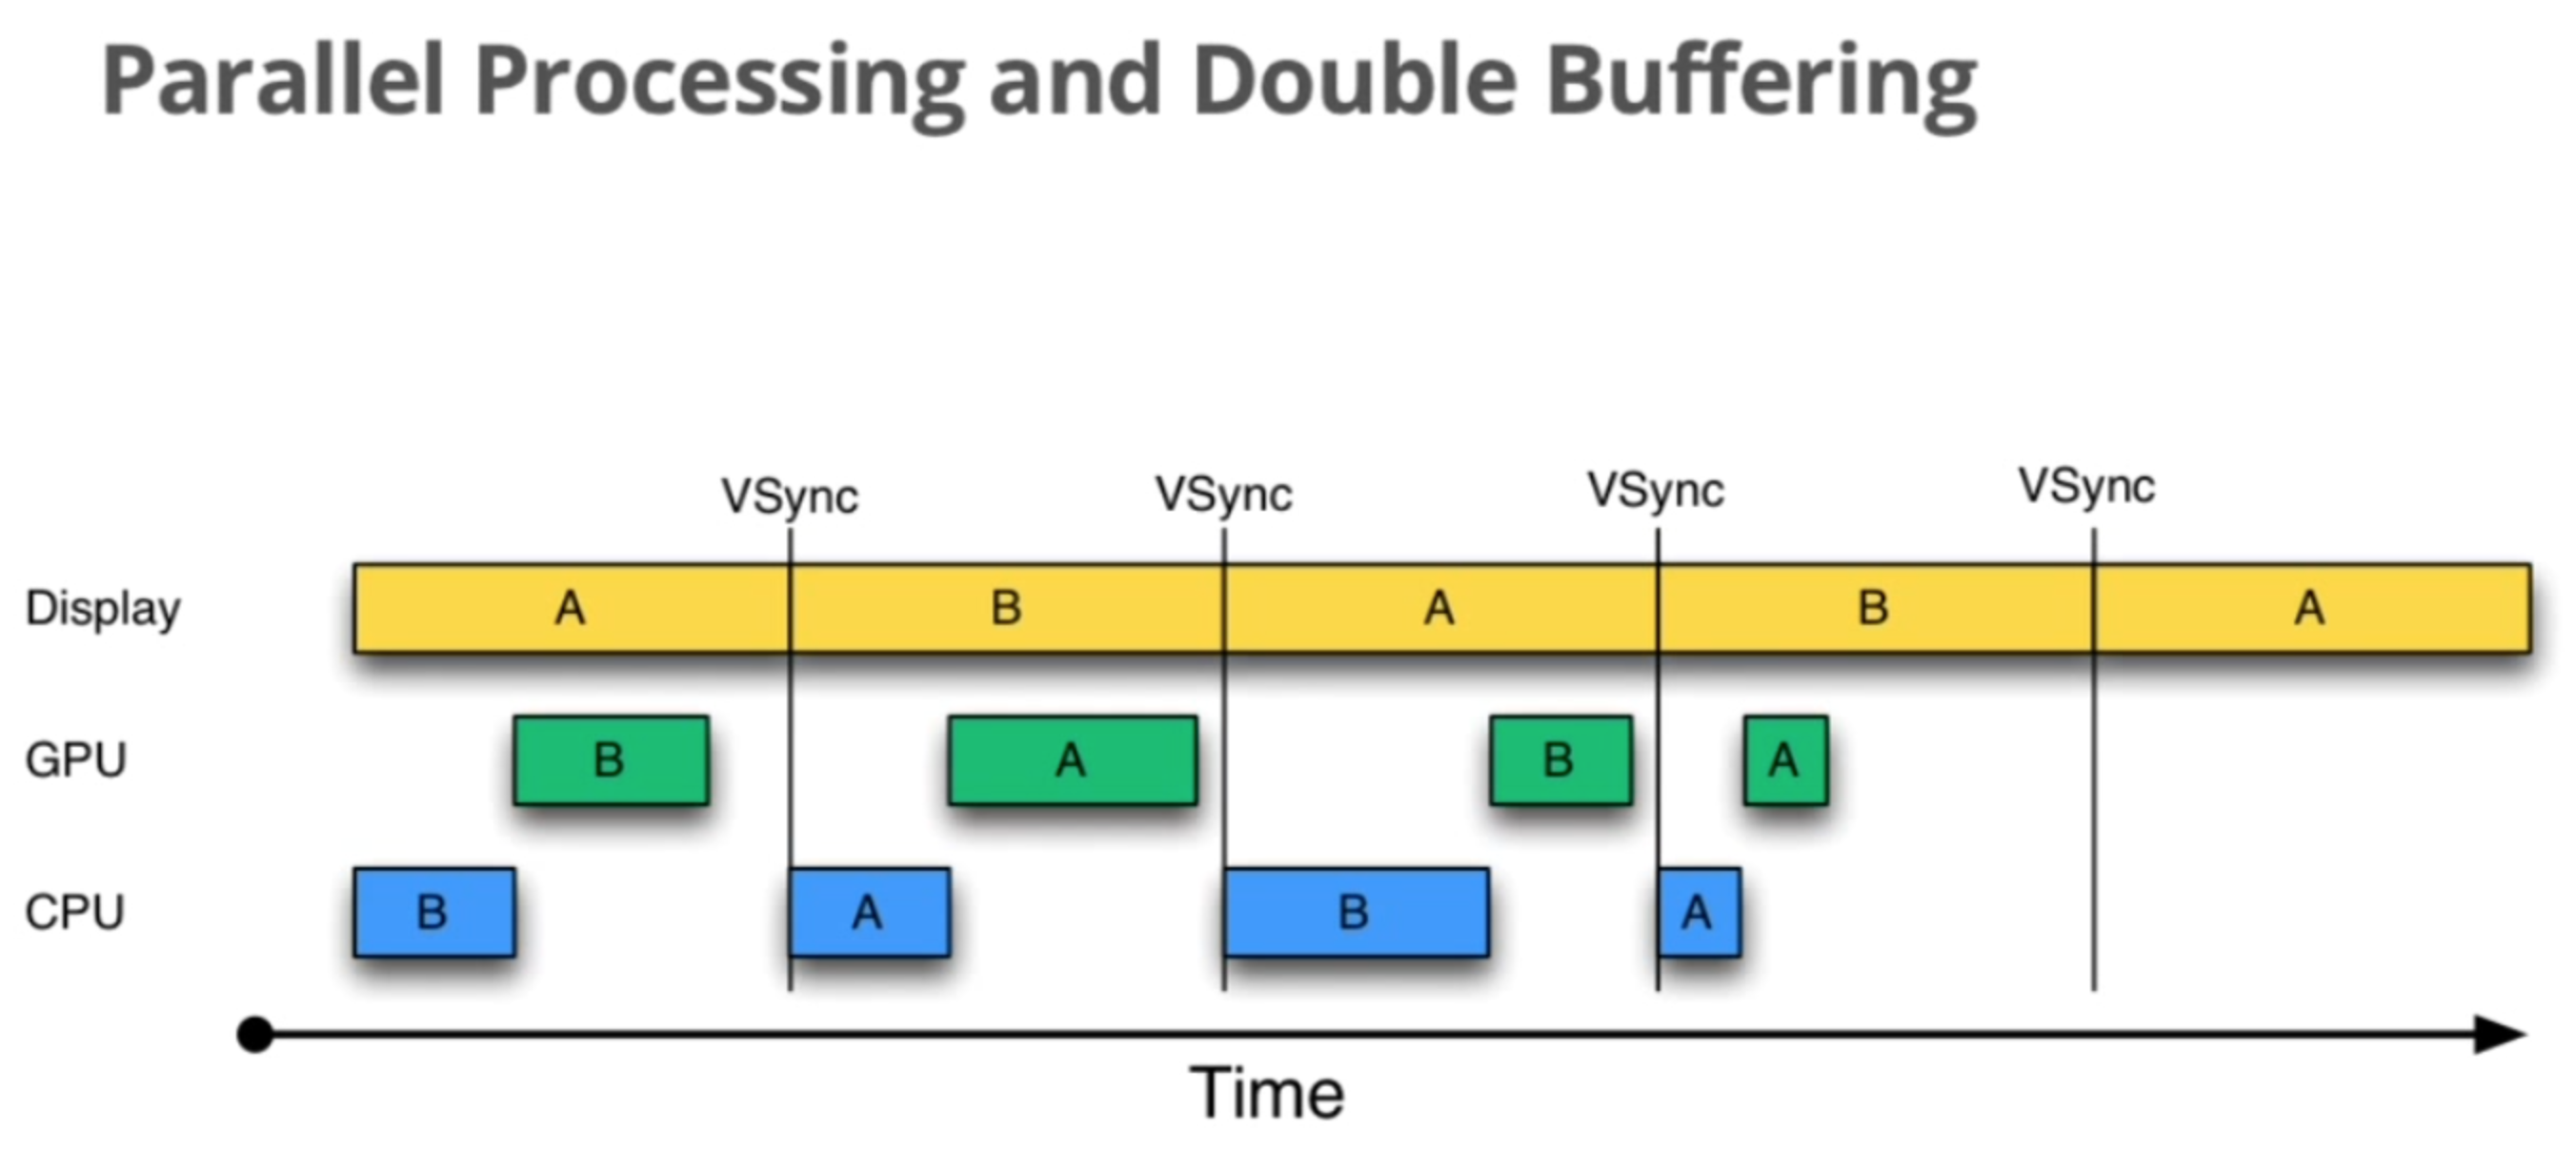 Parallel Processing and Double Buffering
VSync VSync VSync VSync
Display A B A B A
GPU B A B A
CPU B A B A
Time